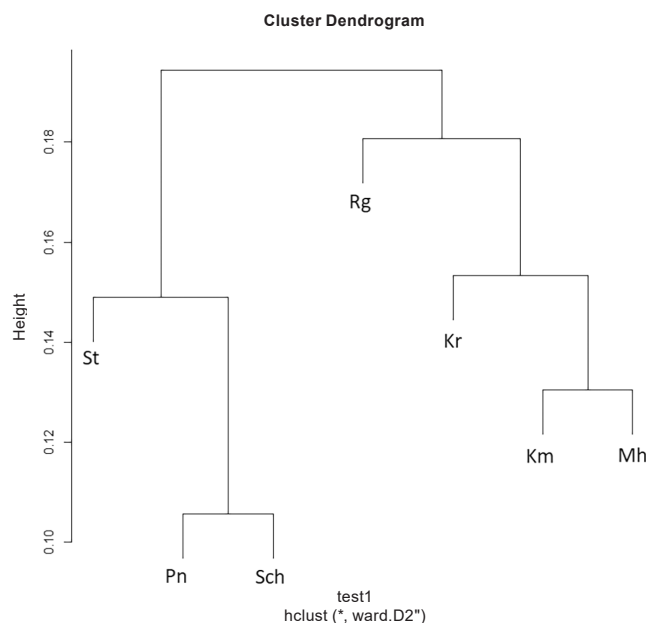 Cluster Dendrogram
Height
0.18
0.16
0.14
0.12
0.10
Rg
Kr
St
Km
Mh
Pn
Sch
test1
hclust (*, ward.D2")